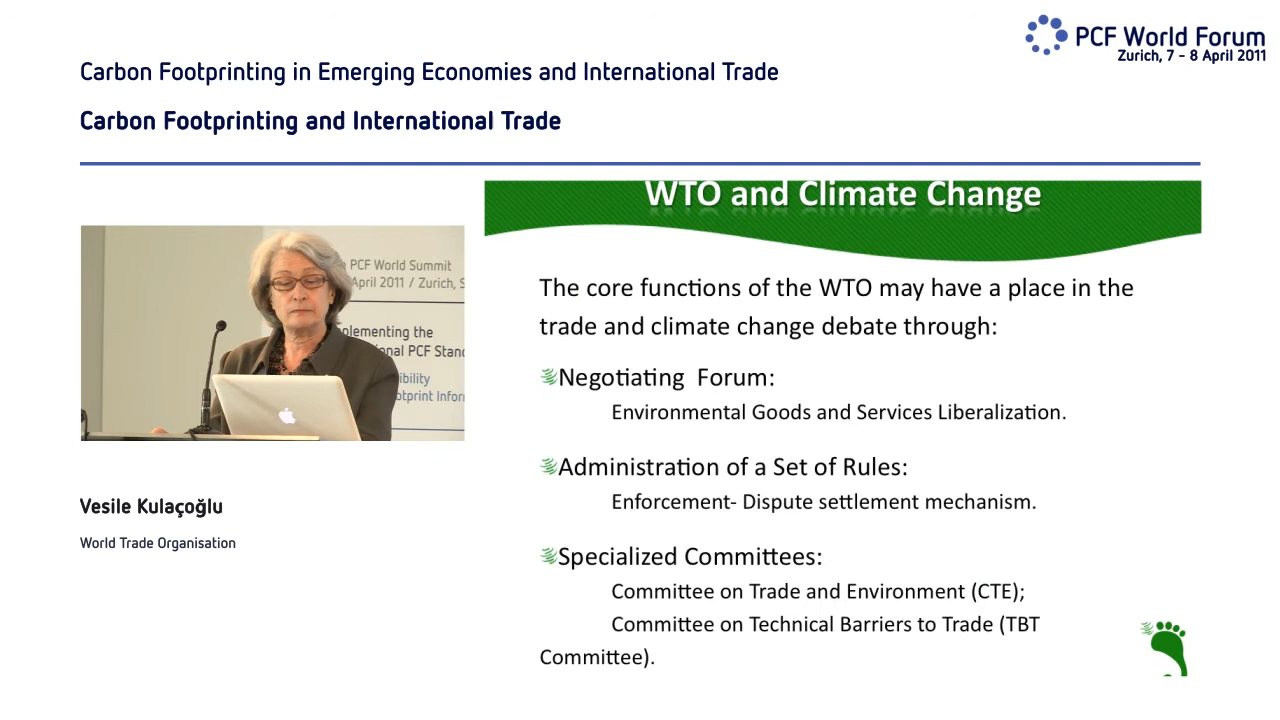 PCF World Forum
Zurich, 7 - 8 April 2011
Carbon Footprinting in Emerging Economies and International Trade
Carbon Footprinting and International Trade
WTO and Climate Change
PCF World Summit
April 2011 / Zurich, S
plementing the
onal PCF Stand
ibility
otprint Infor
The core functions of the WTO may have a place in the
trade and climate change debate through:
Negotiating Forum:
Environmental Goods and Services Liberalization.
Administration of a Set of Rules:
Enforcement- Dispute settlement mechanism.
Specialized Committees:
Committee on Trade and Environment (CTE);
Committee on Technical Barriers to Trade (TBT
Committee).
Vesile Kulaçoğlu
World Trade Organisation